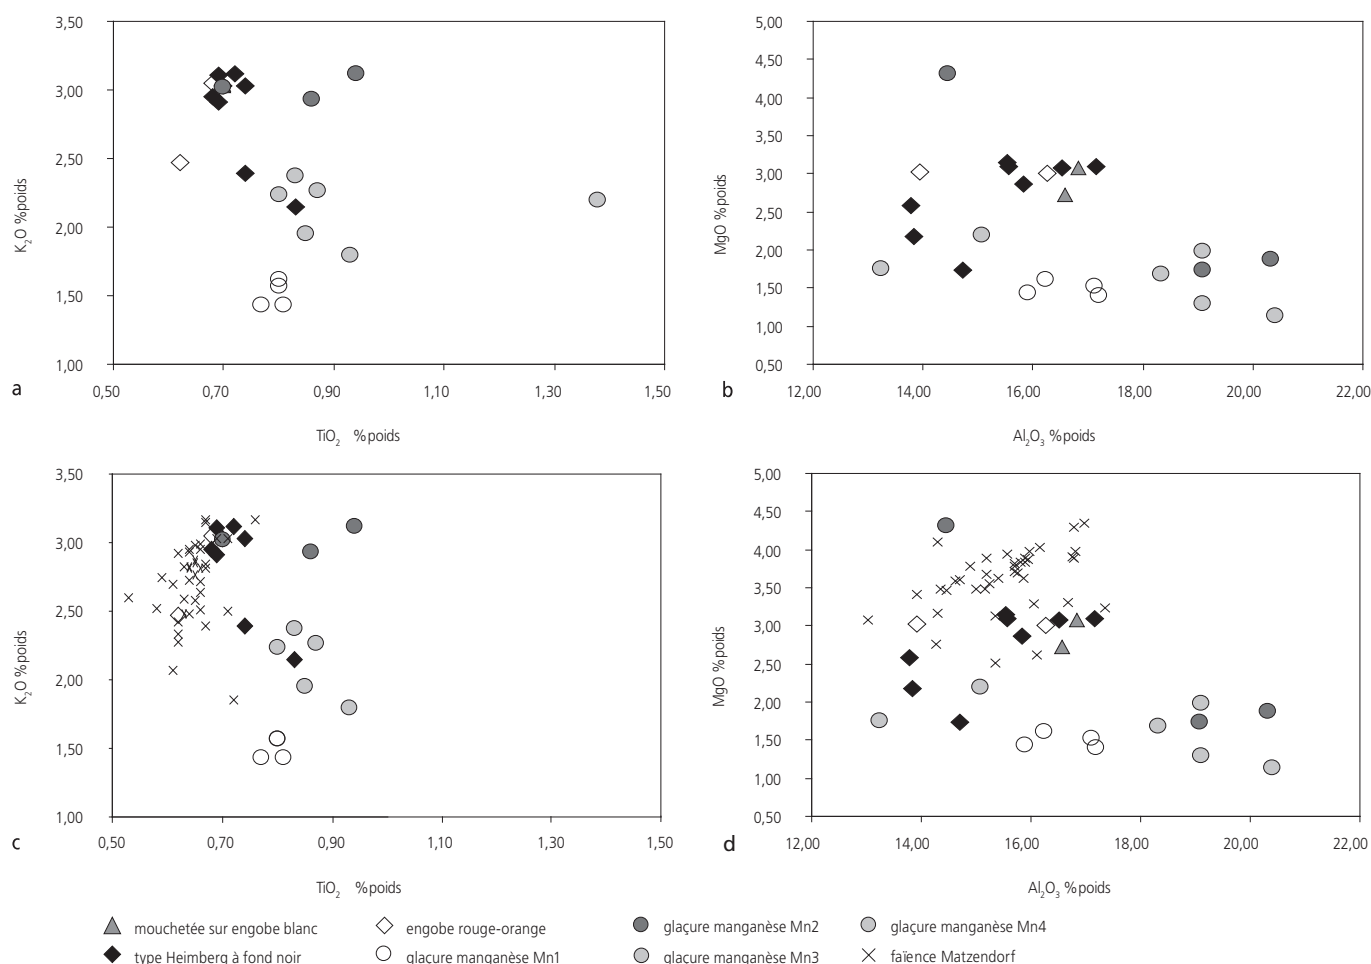 3,50
3,00
2,50
2,00
1,50
1,00
K2O %poids
0,50
0,70
0,90
1,10
1,30
1,50
TiO2 %poids
a
5,00
4,50
4,00
3,50
3,00
2,50
2,00
1,50
1,00
0,50
MgO %poids
12,00
14,00
16,00
18,00
20,00
22,00
Al2O3 %poids
b
3,50
3,00
2,50
2,00
1,50
1,00
K2O %poids
0,50
0,70
0,90
1,10
1,30
1,50
TiO2 %poids
c
5,00
4,50
4,00
3,50
3,00
2,50
2,00
1,50
1,00
0,50
MgO %poids
12,00
14,00
16,00
18,00
20,00
22,00
Al2O3 %poids
d
mouchetée sur engobe blanc
engobe rouge-orange
glaçure manganèse Mn2
glaçure manganèse Mn4
type Heimberg à fond noir
glaçure manganèse Mn1
glaçure manganèse Mn3
faïence Matzendorf